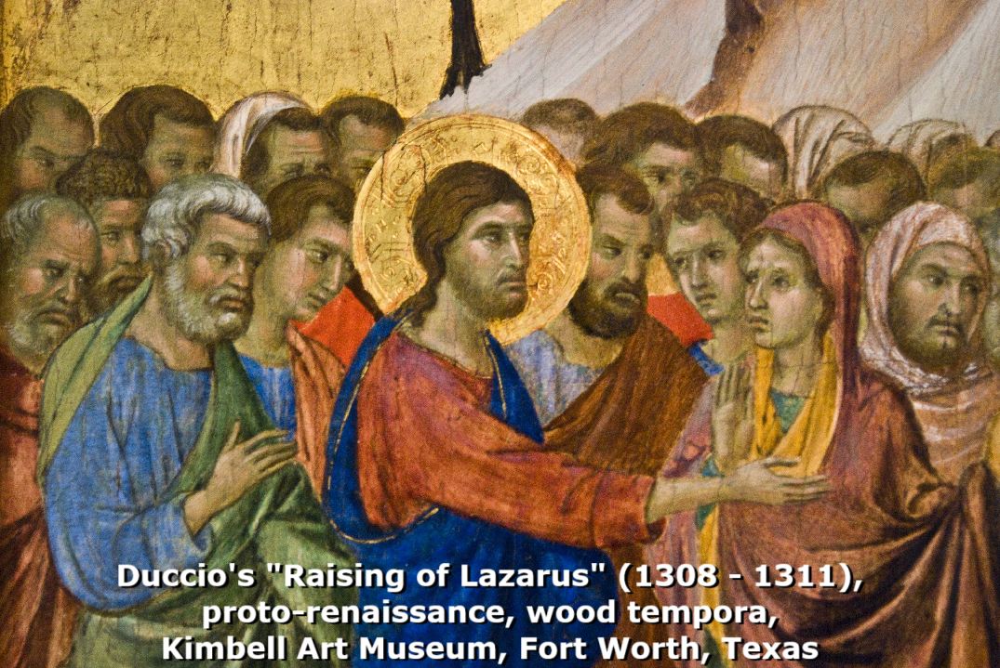 Duccio's "Raising of Lazarus" (1308 - 1311),
proto-renaissance, wood tempora,
Kimbell Art Museum, Fort Worth, Texas